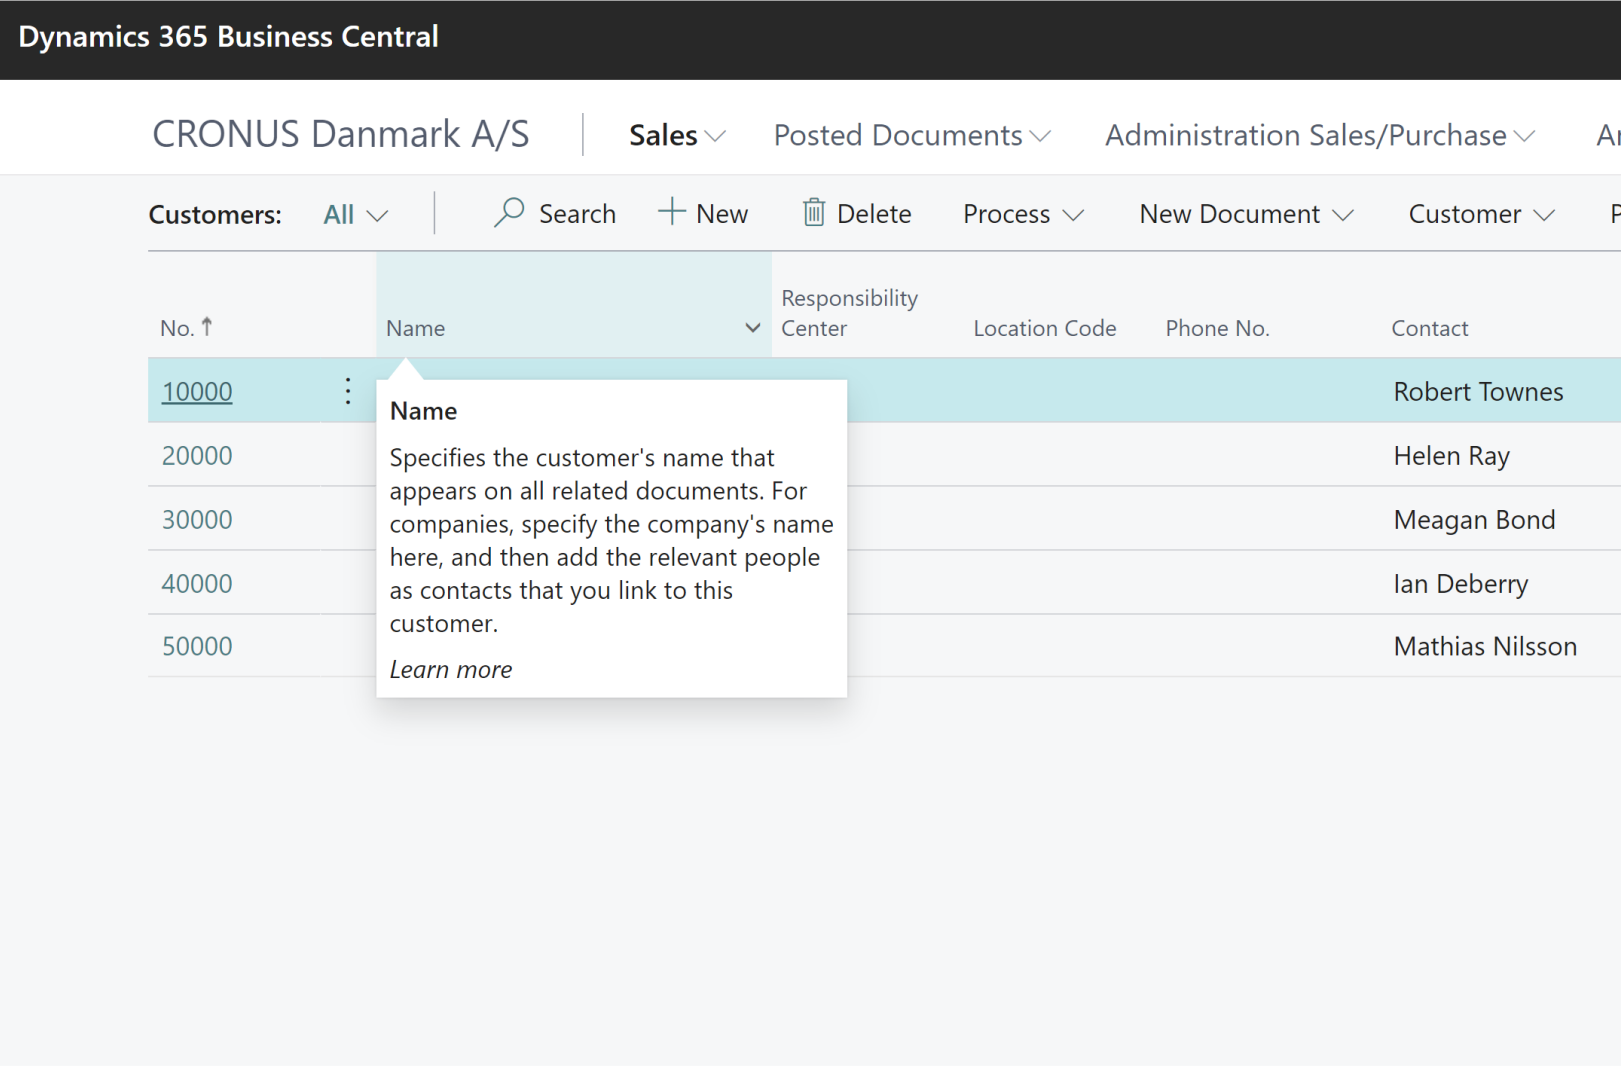 Dynamics 365 Business Central
CRONUS Danmark A/S
Sales
Posted Documents
Administration Sales/Purchase
Customers:
All
Search
New
Delete
Process
New Document
Customer
No.
Name
Responsibility
Center
Location Code
Phone No.
Contact
10000
Robert Townes
20000
Helen Ray
30000
Meagan Bond
40000
Ian Deberry
50000
Mathias Nilsson
Name
Specifies the customer's name that
appears on all related documents. For
companies, specify the company's name
here, and then add the relevant people
as contacts that you link to this
customer.
Learn more